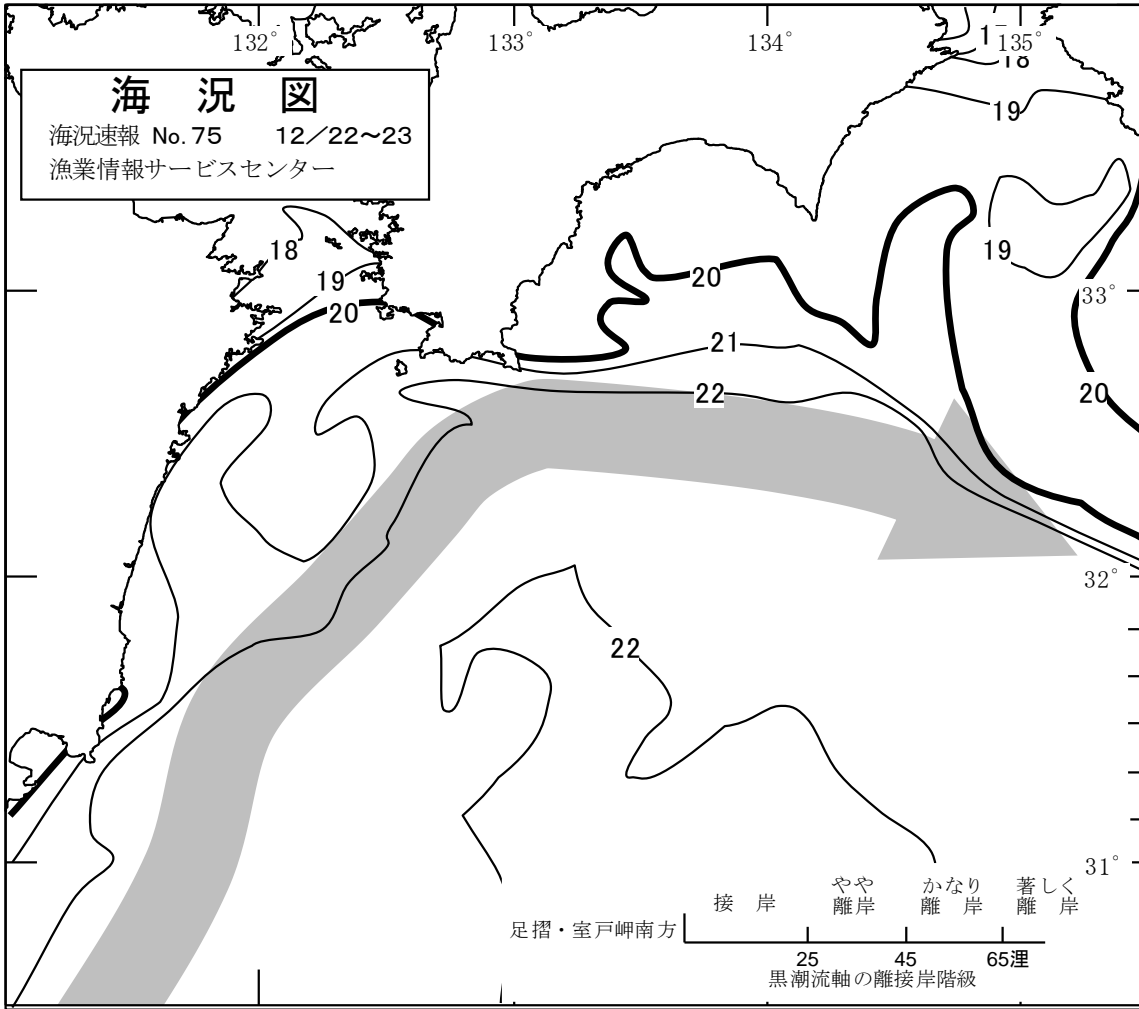 132°
133°
134°
135°
海 況 図
海況速報 No. 75 12/22~23
漁業情報サービスセンター
18
19
18
19
19
20
20
33°
21
22
20
32°
22
31°
接 岸
やや
離岸
かなり
離 岸
著しく
離 岸
足摺・室戸岬南方
25
45
65浬
黒潮流軸の離接岸階級